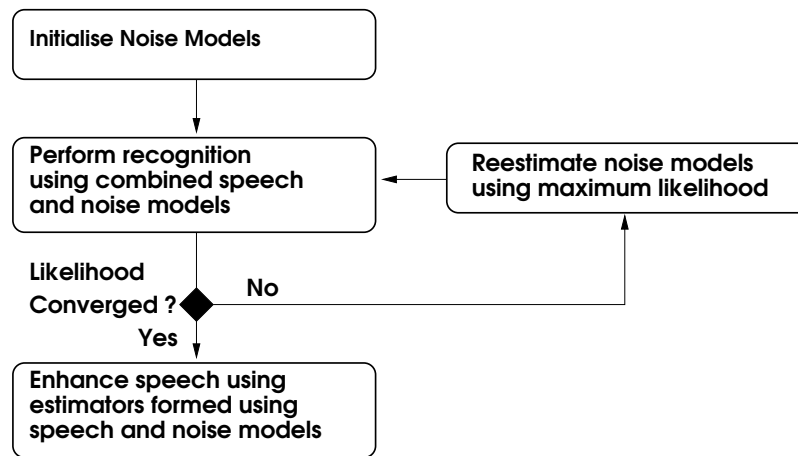 Initialise Noise Models
Perform recognition
using combined speech
and noise models
Reestimate noise models
using maximum likelihood
Likelihood
Converged ?
No
Yes
Enhance speech using
estimators formed using
speech and noise models